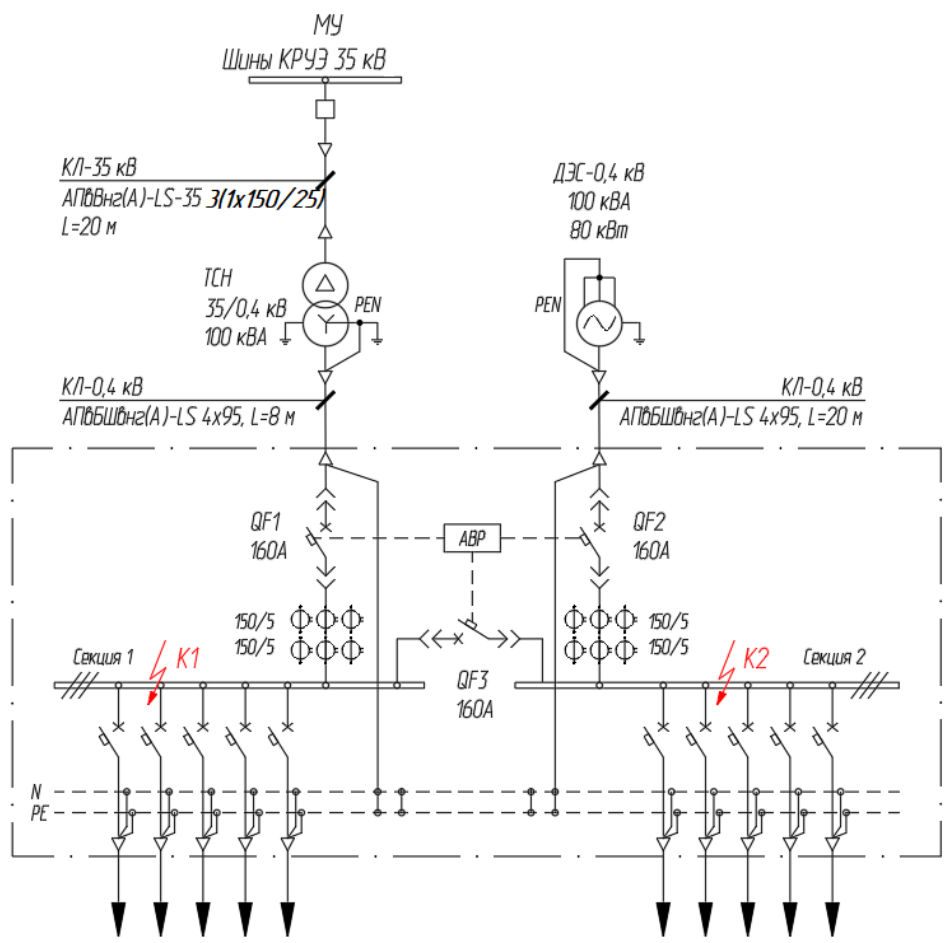 МУ
Шины КРУЭ 35 кВ
КЛ-35 кВ
АПвВнг(А)-LS-35 3(1х150/25)
L=20 м
ДЭС-0,4 кВ
100 кВА
80 кВт
ТСН
35/0,4 кВ
100 кВА
PEN
PEN
КЛ-0,4 кВ
АПвБШвнг(А)-LS 4х95, L=8 м
КЛ-0,4 кВ
АПвБШвнг(А)-LS 4х95, L=20 м
QF1
160А
АВР
QF2
160А
150/5
150/5
150/5
150/5
Секция 1
К1
QF3
160А
К2
Секция 2
N
PE